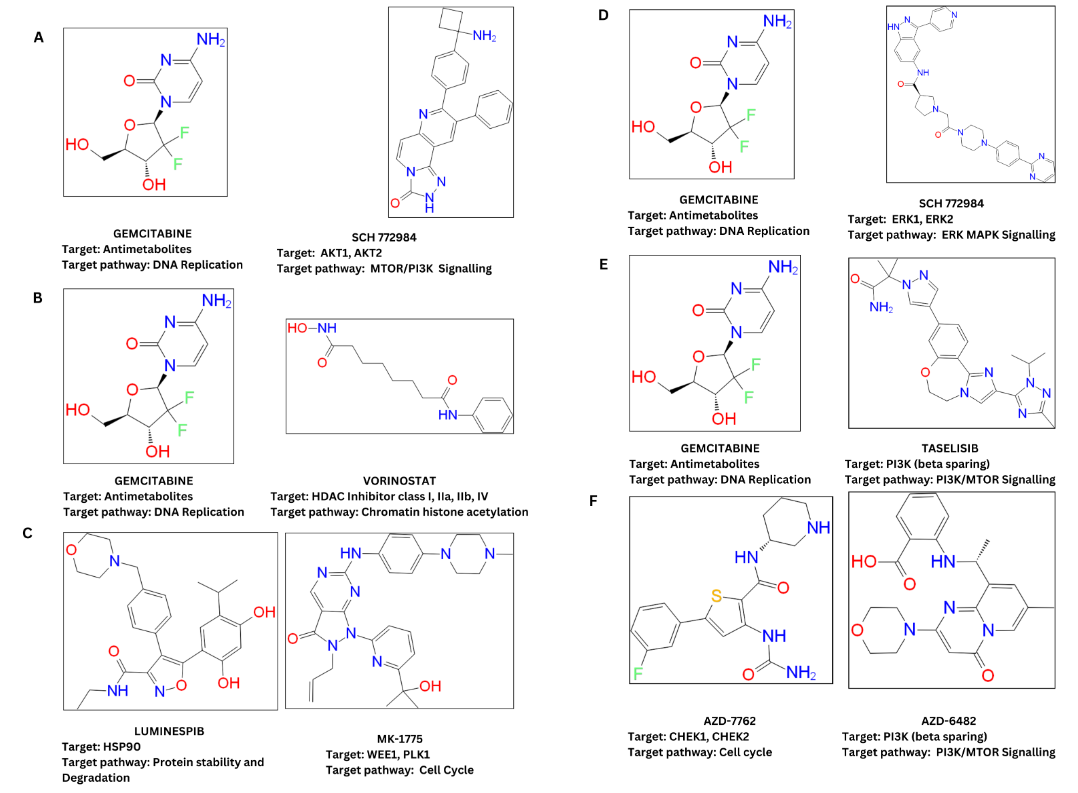 A
NH2
N
O
N
O
HO
F
F
OH
GEMCITABINE
Target: Antimetabolites
Target pathway: DNA Replication
NH2
N
N
N
O
N
H
SCH 772984
Target: AKT1, AKT2
Target pathway: MTOR/PI3K Signalling
B
NH2
N
O
N
O
HO
F
F
OH
GEMCITABINE
Target: Antimetabolites
Target pathway: DNA Replication
HO NH
O
O
HN
VORINOSTAT
Target: HDAC Inhibitor class I, IIa, IIb, IV
Target pathway: Chromatin histone acetylation
C
O
N
OH
O
NH
N O
OH
LUMINESPIB
Target: HSP90
Target pathway: Protein stability and
Degradation
HN
N
N
N
N
O
N
N
N
OH
MK-1775
Target: WEE1, PLK1
Target pathway: Cell Cycle
D
NH2
N
O
N
O
HO
F
F
OH
GEMCITABINE
Target: Antimetabolites
Target pathway: DNA Replication
N
HN
N
NH
O
N
O
N
N
N
N
SCH 772984
Target: ERK1, ERK2
Target pathway: ERK MAPK Signalling
E
NH2
N
O
N
O
HO
F
F
OH
GEMCITABINE
Target: Antimetabolites
Target pathway: DNA Replication
O
N
N
NH2
O
N
N
N
N
N
TASELISIB
Target: PI3K (beta sparing)
Target pathway: PI3K/MTOR Signalling
F
NH
HN
S
O
NH
F
O
NH2
AZD-7762
Target: CHEK1, CHEK2
Target pathway: Cell cycle
HO
O
HN
N
O
N
N
O
AZD-6482
Target: PI3K (beta sparing)
Target pathway: PI3K/MTOR Signalling